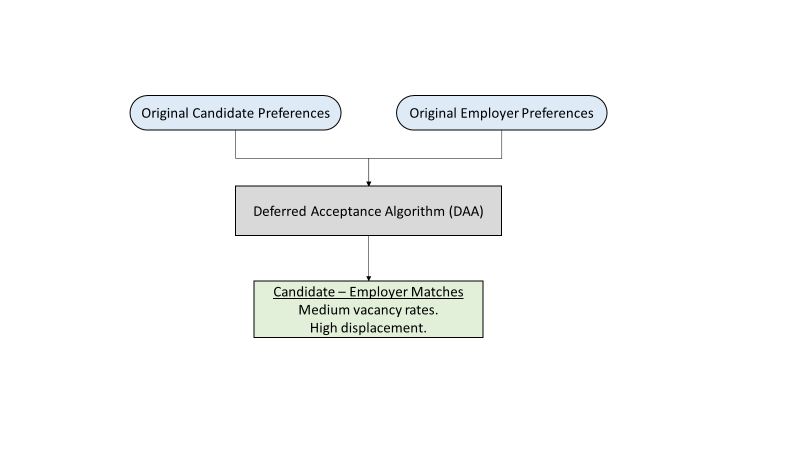 Original Candidate Preferences
Original Employer Preferences
Deferred Acceptance Algorithm (DAA)
Candidate – Employer Matches
Medium vacancy rates.
High displacement.